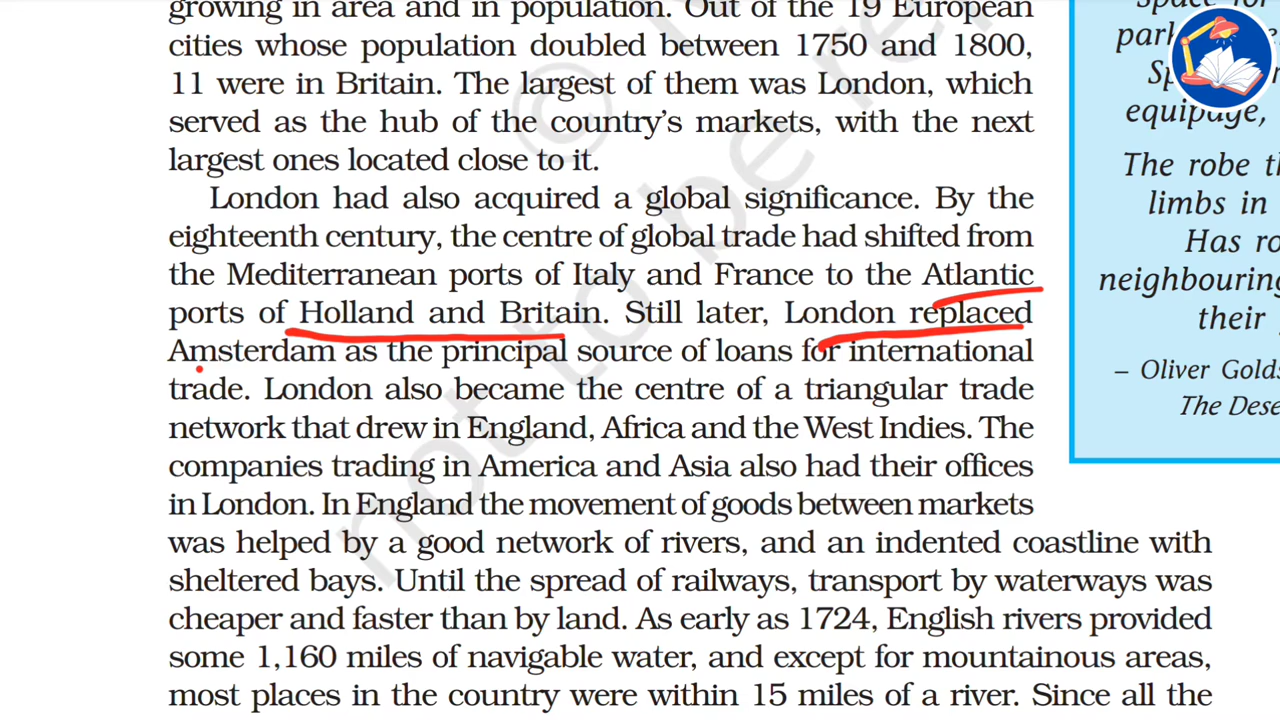 growing in area and in population. Out of the 19 European
cities whose population doubled between 1750 and 1800,
11 were in Britain. The largest of them was London, which
served as the hub of the country's markets, with the next
largest ones located close to it.
London had also acquired a global significance. By the
eighteenth century, the centre of global trade had shifted from
the Mediterranean ports of Italy and France to the Atlantic
ports of Holland and Britain. Still later, London replaced
Amsterdam as the principal source of loans for international
trade. London also became the centre of a triangular trade
network that drew in England, Africa and the West Indies. The
companies trading in America and Asia also had their offices
in London. In England the movement of goods between markets
was helped by a good network of rivers, and an indented coastline with
sheltered bays. Until the spread of railways, transport by waterways was
cheaper and faster than by land. As early as 1724, English rivers provided
some 1,160 miles of navigable water, and except for mountainous areas,
most places in the country were within 15 miles of a river. Since all the
equipage,
The robe
limbs in
Has
neighbouring
their
– Oliver
The
©
not to be